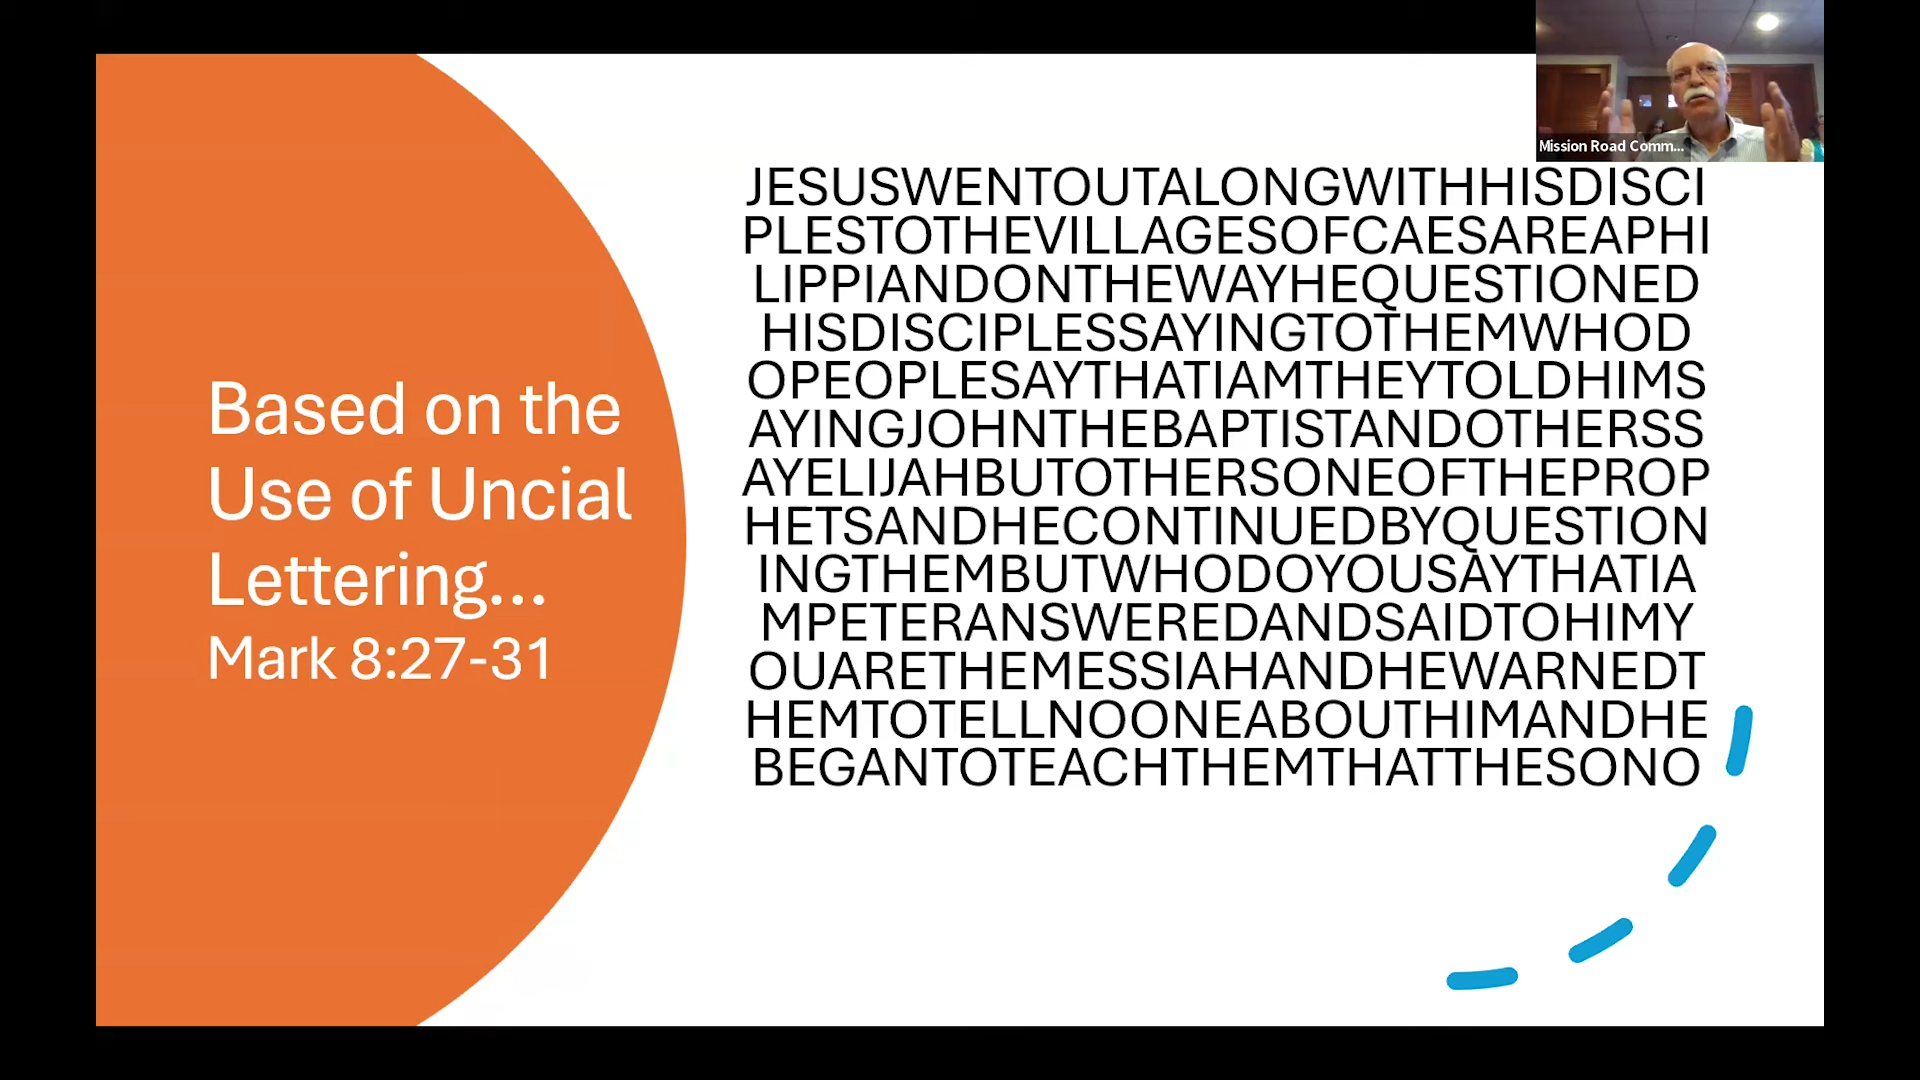 Mission Road Comm...
Based on the
Use of Uncial
Lettering...
Mark 8:27-31
JESUSWENTOUTALONGWITHHISDISCI
PLESTOTHEVILLAGESOFCAESAREAPHI
LIPPIANDONTHEWAYHEQUESTIONED
HISDISCIPLESSAYINGTOTHEMWHOD
OPEOPLESAYTHATIAMTHEYTOLDHIMS
AYINGJOHNTHEBAPTISTANDOTHERSS
AYELIJAHBUTOTHERSONEOFTHEPROP
HETSANDHECONTINUEDBYQUESTION
INGTHEMBUTWHODOYOUSAYTHATIA
MPETERANSWEREDANDSAIDTOHIMY
OUARETHEMESSIAHANDHEWARNEDT
HEMTOTELLNOONEABOUTHIMANDHE
BEGANTOTEACHTHEMTHATTHESONO